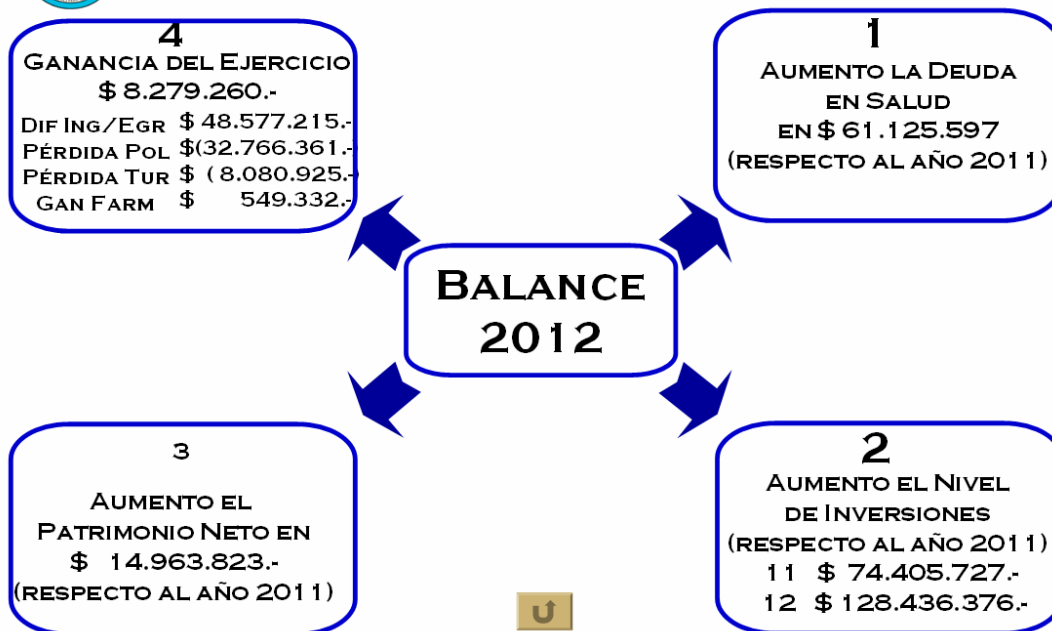 4
GANANCIA DEL EJERCICIO
$ 8.279.260.-
DIF ING/EGR $ 48.577.215.-
PÉRDIDA POL $(32.766.361.-)
PÉRDIDA TUR $ ( 8.080.925.-
GAN FARM $ 549.332.-
1
AUMENTO LA DEUDA
EN SALUD
EN $ 61.125.597
(RESPECTO AL AÑO 2011)
BALANCE
2012
3
AUMENTO EL
PATRIMONIO NETO EN
$ 14.963.823.-
(RESPECTO AL AÑO 2011)
2
AUMENTO EL NIVEL
DE INVERSIONES
(RESPECTO AL AÑO 2011)
11 $ 74.405.727.-
12 $ 128.436.376.-